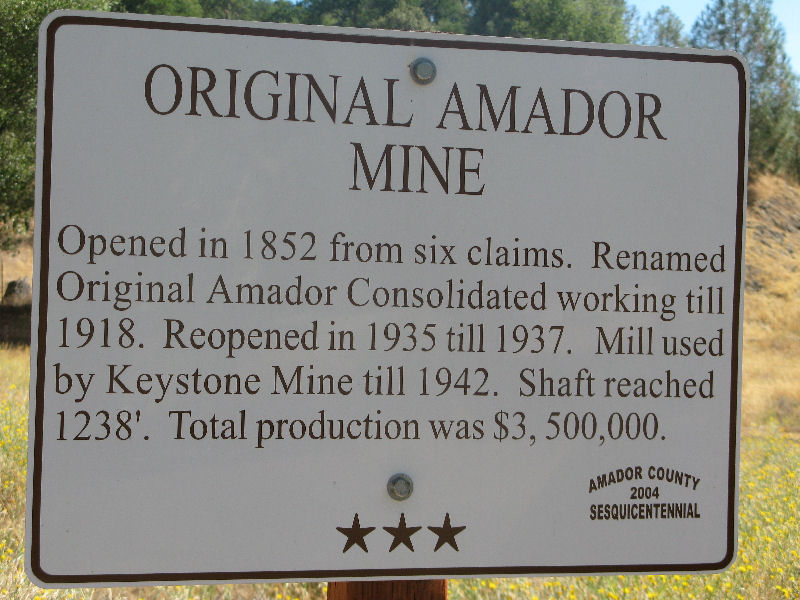 ORIGINAL AMADOR
MINE
Opened in 1852 from six claims. Renamed
Original Amador Consolidated working till
1918. Reopened in 1935 till 1937. Mill used
by Keystone Mine till 1942. Shaft reached
1238'. Total production was $3, 500,000.
AMADOR COUNTY
2004
SESQUICENTENNIAL